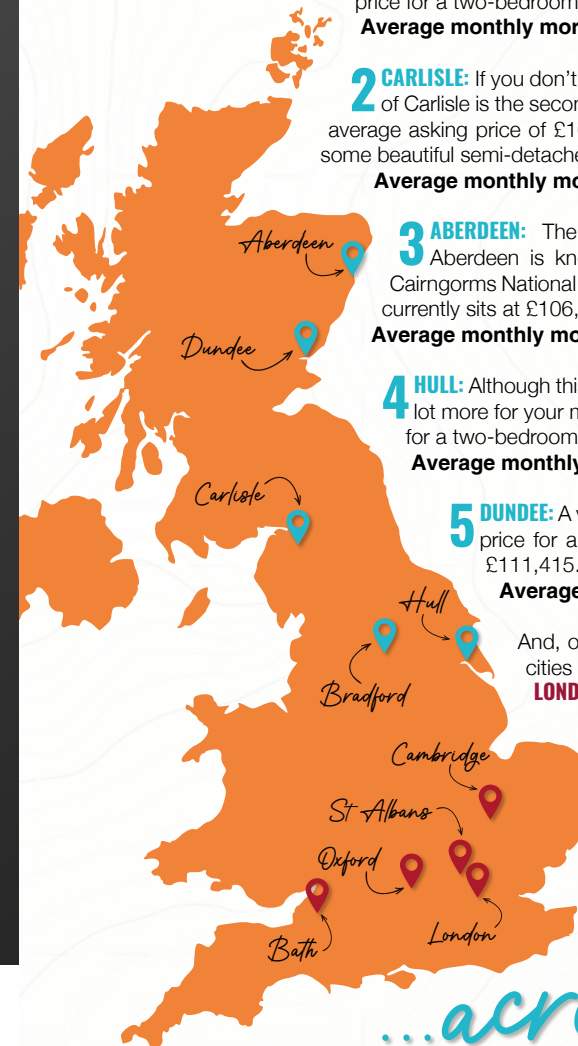 price for a two-bedroom
Average monthly mor
2 CARLISLE: If you don't
of Carlisle is the secon
average asking price of £1
some beautiful semi-detache
Average monthly mo
3 ABERDEEN: The
Aberdeen is kn
Cairngorms National
currently sits at £106,
Average monthly mo
4 HULL: Although thi
lot more for your m
for a two-bedroom
Average monthly
5 DUNDEE: A v
price for a
£111,415.
Average
And, o
cities
LOND
Aberdeen
Dundee
Carlisle
Hull
Bradford
Cambridge
St Albans
Oxford
Bath
London
...acr